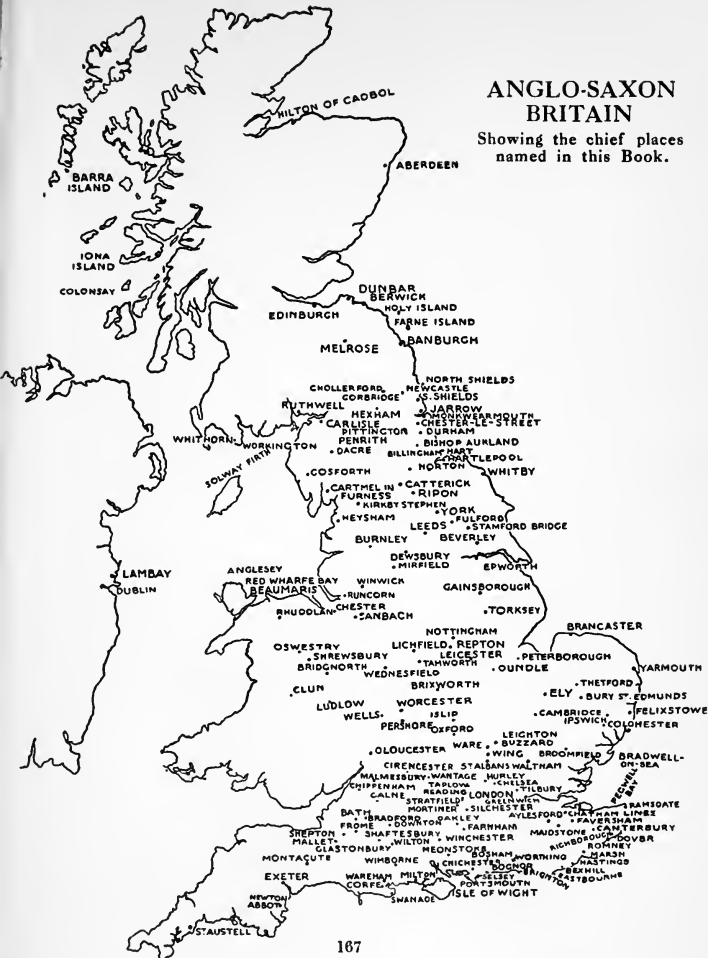 ANGLO-SAXON
BRITAIN
Showing the chief places
named in this Book.
HILTON OF CADBOL
ABERDEEN
BARRA
ISLAND
IONA
ISLAND
COLONSAY
DUNBAR
BERWICK
EDINBURGH
HOLY ISLAND
FARNE ISLAND
MELROSE
BANBURGH
NORTH SHIELDS
CHOLLERFORD
NEWCASTLE
CORBRIDGE
S.SHIELDS
RUTHWELL
HEXHAM
JARROW
MONKWEARMOUTH
CARLISLE
CHESTER-LE-STREET
PITTINGTON
DURHAM
WHITHORN
WORKINGTON
PENRITH
BISHOP AUKLAND
DACRE
BILLINGHAM
HART
HARTLEPOOL
SOLWAY FIRTH
COSFORTH
NORTON
WHITBY
CARTMEL IN
FURNESS
CATTERICK
RIPON
KIRKBY STEPHEN
HEYSHAM
YORK
FULFORD
LEEDS
STAMFORD BRIDGE
BURNLEY
BEVERLEY
DEWSBURY
MIRFIELD
EPWORTH
LAMBAY
DUBLIN
ANGLESEY
RED WHARFE BAY
BEAUMARIS
WINWICK
RUNCORN
GAINSBOROUGH
RHUDDLAN
CHESTER
SANBACH
TORKSEY
BRANCASTER
NOTTINGHAM
OSWESTRY
LICHFIELD
REPTON
SHREWSBURY
LEICESTER
PETERBOROUGH
BRIDGNORTH
TAMWORTH
OUNDLE
YARMOUTH
WEDNESFIELD
THETFORD
CLUN
BRIXWORTH
ELY
BURY ST. EDMUNDS
LUDLOW
WORCESTER
WELLS
ISLIP
CAMBRIDGE
FELIXSTOWE
IPSWICH
PERSHORE
OXFORD
COLOHESTER
LEIGHTON
BUZZARD
OLOUCESTER
WARE
WING
BROOMFIELD
BRADWELL-
ON-SEA
CIRENCESTER
ST ALBANS
WALTHAM
MALMESBURY
WANTAGE
HURLEY
CHIPPENHAM
TAPLOW
CHELSEA
TILBURY
PEGWELL
BAY
CALNE
READING
LONDON
STRATFIELD
MORTIMER
GREENWICH
RAMSGATE
SILCHESTER
BATH
AYLESFORD
CHATHAM LINES
BRADFORD
OAKLEY
FAVERSHAM
FROME
DOWNTON
FARNHAM
CANTERBURY
SHEPTON
MALLET
SHAFTESBURY
MAIDSTONE
RICHBOROUGH
DOVER
WILTON
WINCHESTER
ROMNEY
MARSH
GLASTONBURY
MEONSTOKE
HASTINGS
MONTACUTE
WIMBORNE
BOSHAM
WORTHING
BEXHILL
CHICHESTER
BOGNOR
BRIGHTON
EASTBOURNE
EXETER
WAREHAM
MILTON
SELSEY
CORFE
PORTSMOUTH
ISLE OF WIGHT
NEWTON
ABBOT
SWANAGE
ST.AUSTELL
167